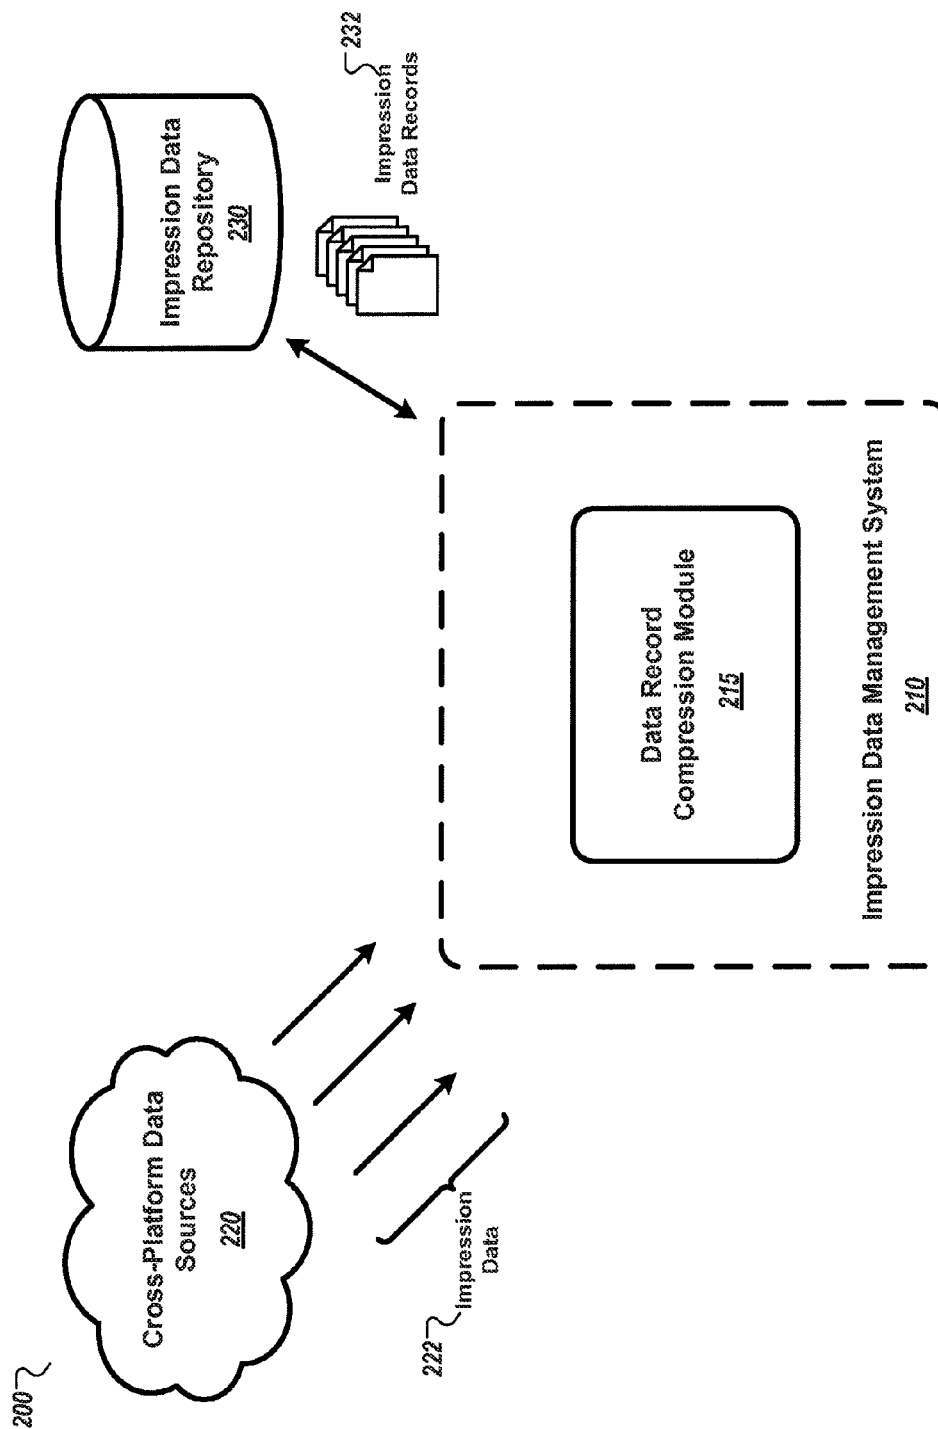 200
Cross-Platform Data
Sources
220
222
Impression
Data
Impression Data
Repository
230
232
Impression
Data Records
Data Record
Compression Module
215
Impression Data Management System
210